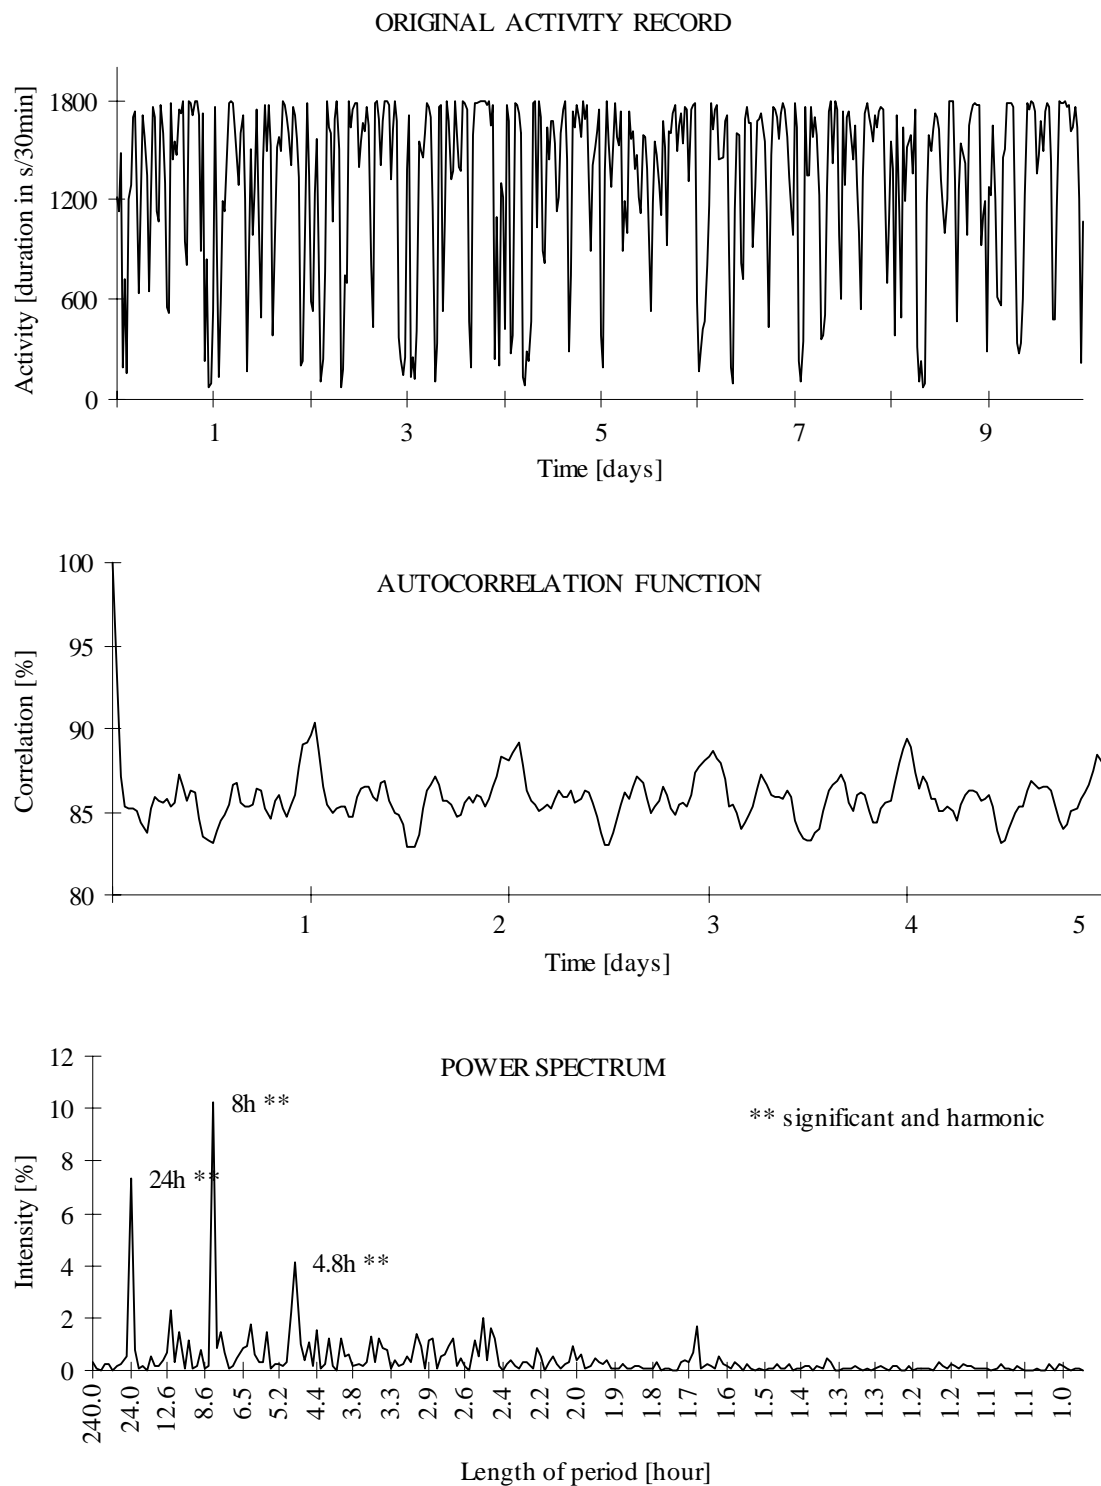 ORIGINAL ACTIVITY RECORD
Activity [duration in s/30min]
1800
1200
600
0
1 3 5 7 9
Time [days]
AUTOCORRELATION FUNCTION
Correlation [%]
100
95
90
85
80
1 2 3 4 5
Time [days]
POWER SPECTRUM
Intensity [%]
12
10
8
6
4
2
0
8h **
** significant and harmonic
24h **
4.8h **
240.0 24.0 12.6 8.6 6.5 5.2 4.4 3.8 3.3 2.9 2.6 2.4 2.2 2.0 1.9 1.8 1.7 1.6 1.5 1.4 1.3 1.3 1.2 1.2 1.1 1.1 1.0
Length of period [hour]